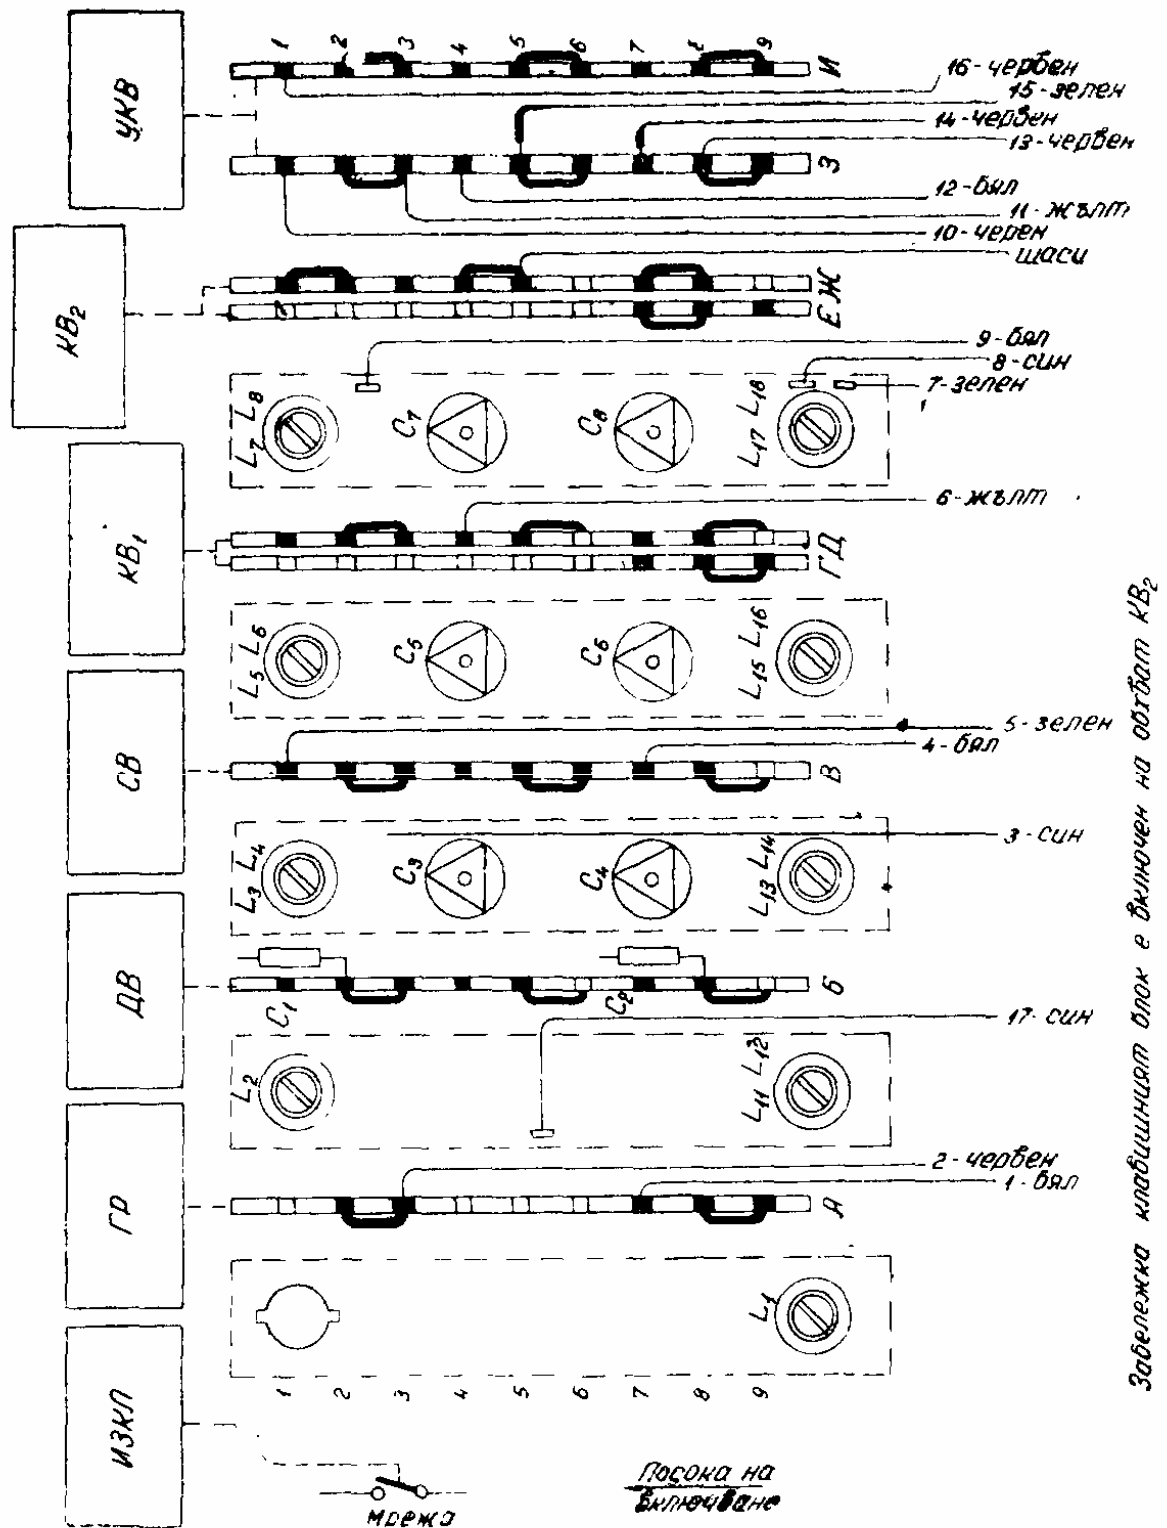 УКВ
1 2 3 4 5 6 7 8 9 И
16-червен
15-зелен
14-червен
13-червен
З
12-бял
11-жълт
10-черен
шаси
КВ2
Ж
Е
9-бял
8-син
7-зелен
L7 L8 C7 C8 L17 L18
КВ1
6-жълт
Д
Г
L5 L6 C5 C6 L15 L16
СВ
5-зелен
4-бял
В
3-син
L3 L4 C3 C4 L13 L14
ДВ
C1 C2 Б
17-син
L2 L11 L12
ГР
2-червен
1-бял
А
L1
ИЗКЛ
1 2 3 4 5 6 7 8 9
мрежа
Посока на
включване
Забележка клавишният блок е включен на обхват КВ2